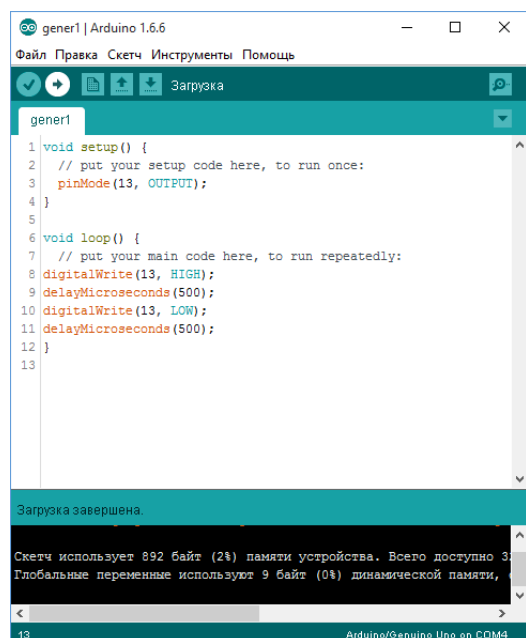 gener1 | Arduino 1.6.6
Файл Правка Скетч Инструменты Помощь
Загрузка
gener1
1 void setup() {
2   // put your setup code here, to run once:
3   pinMode(13, OUTPUT);
4 }
5
6 void loop() {
7   // put your main code here, to run repeatedly:
8 digitalWrite(13, HIGH);
9 delayMicroseconds(500);
10 digitalWrite(13, LOW);
11 delayMicroseconds(500);
12 }
13
Загрузка завершена.
Скетч использует 892 байт (2%) памяти устройства. Всего доступно
Глобальные переменные используют 9 байт (0%) динамической памяти,
13 Arduino/Genuino Uno on COM4